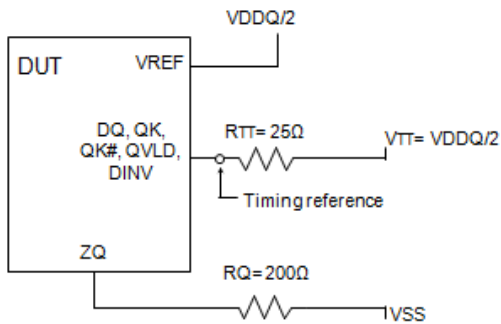 VDDQ/2
DUT
VREF
DQ, QK,
QK#, QVLD,
DINV
RTT= 25Ω
VTT= VDDQ/2
Timing reference
ZQ
RQ=200Ω
VSS